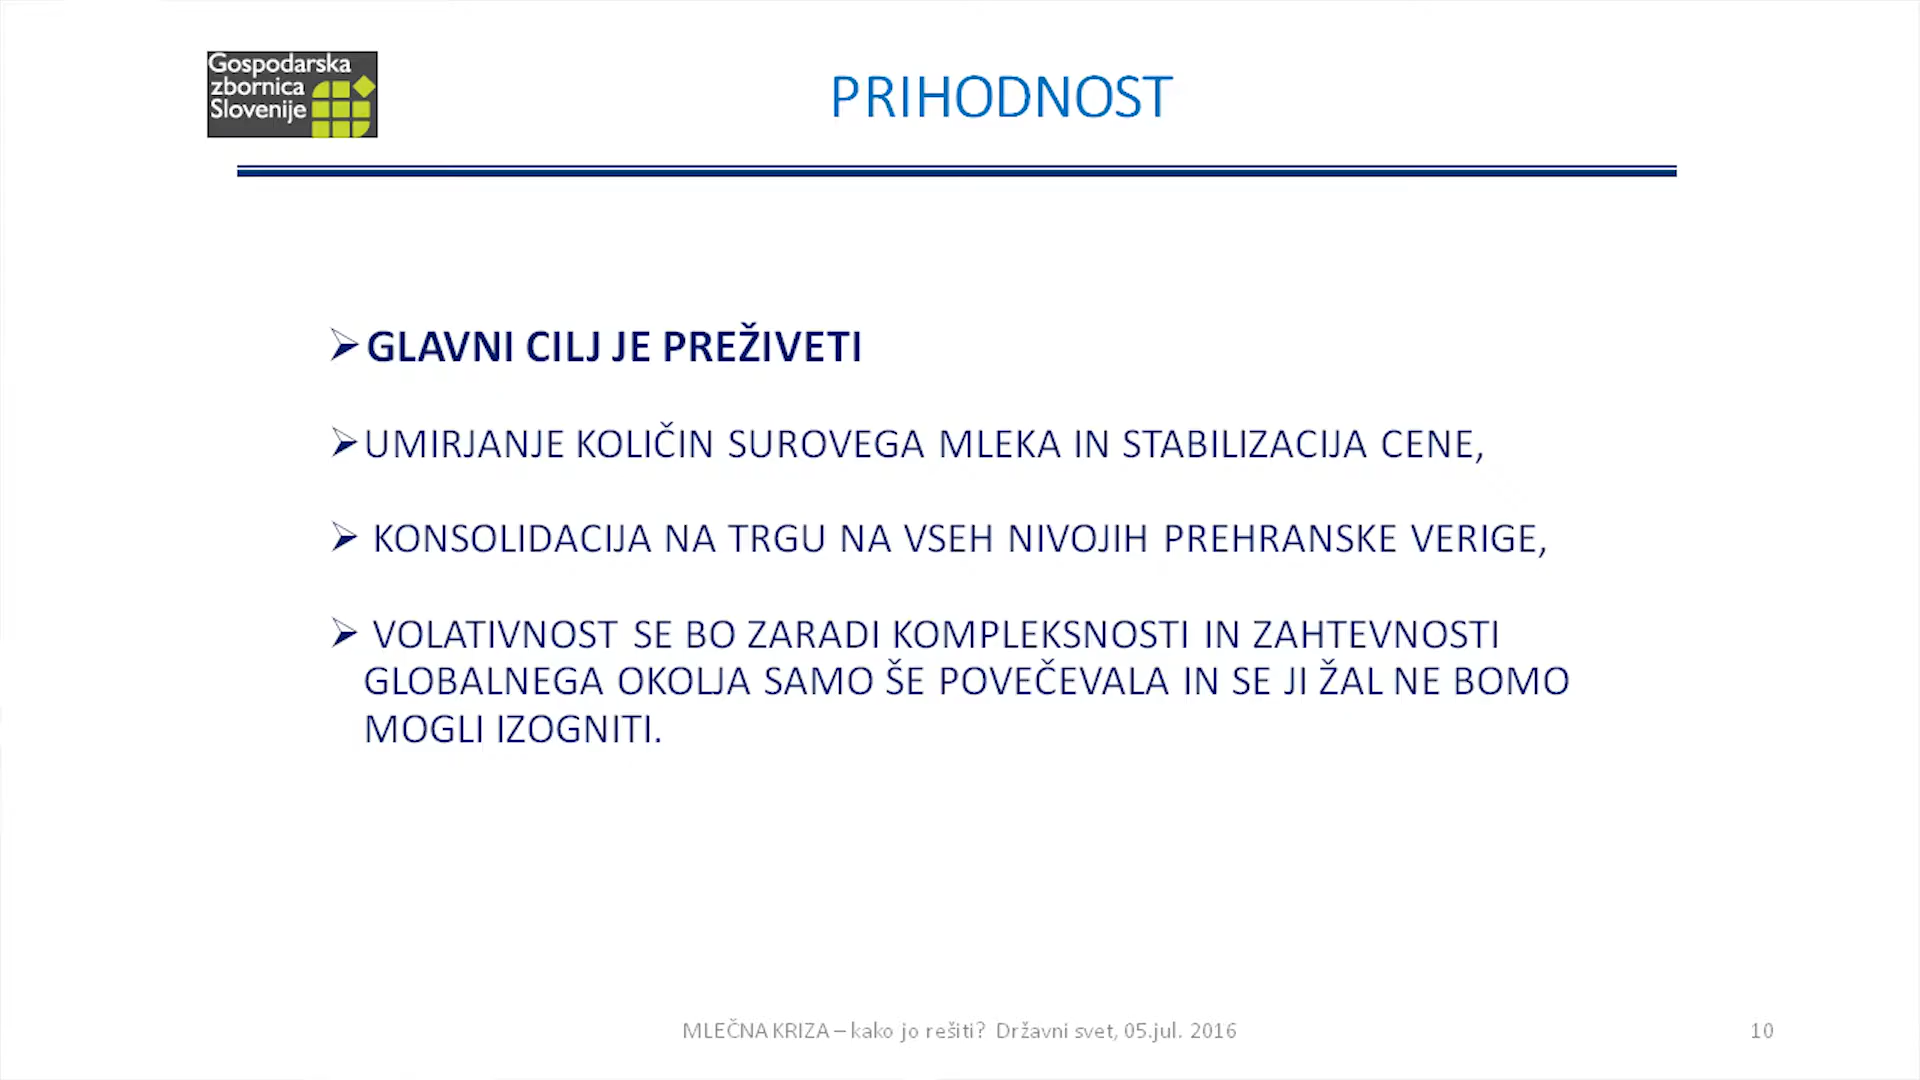 Gospodarska
zbornica
Slovenije
PRIHODNOST
➢GLAVNI CILJ JE PREŽIVETI
➢UMIRJANJE KOLIČIN SUROVEGA MLEKA IN STABILIZACIJA CENE,
➢ KONSOLIDACIJA NA TRGU NA VSEH NIVOJIH PREHRANSKE VERIGE,
➢ VOLATIVNOST SE BO ZARADI KOMPLEKSNOSTI IN ZAHTEVNOSTI
GLOBALNEGA OKOLJA SAMO ŠE POVEČEVALA IN SE JI ŽAL NE BOMO
MOGLI IZOGNITI.
MLEČNA KRIZA – kako jo rešiti? Državni svet, 05.jul. 2016
10